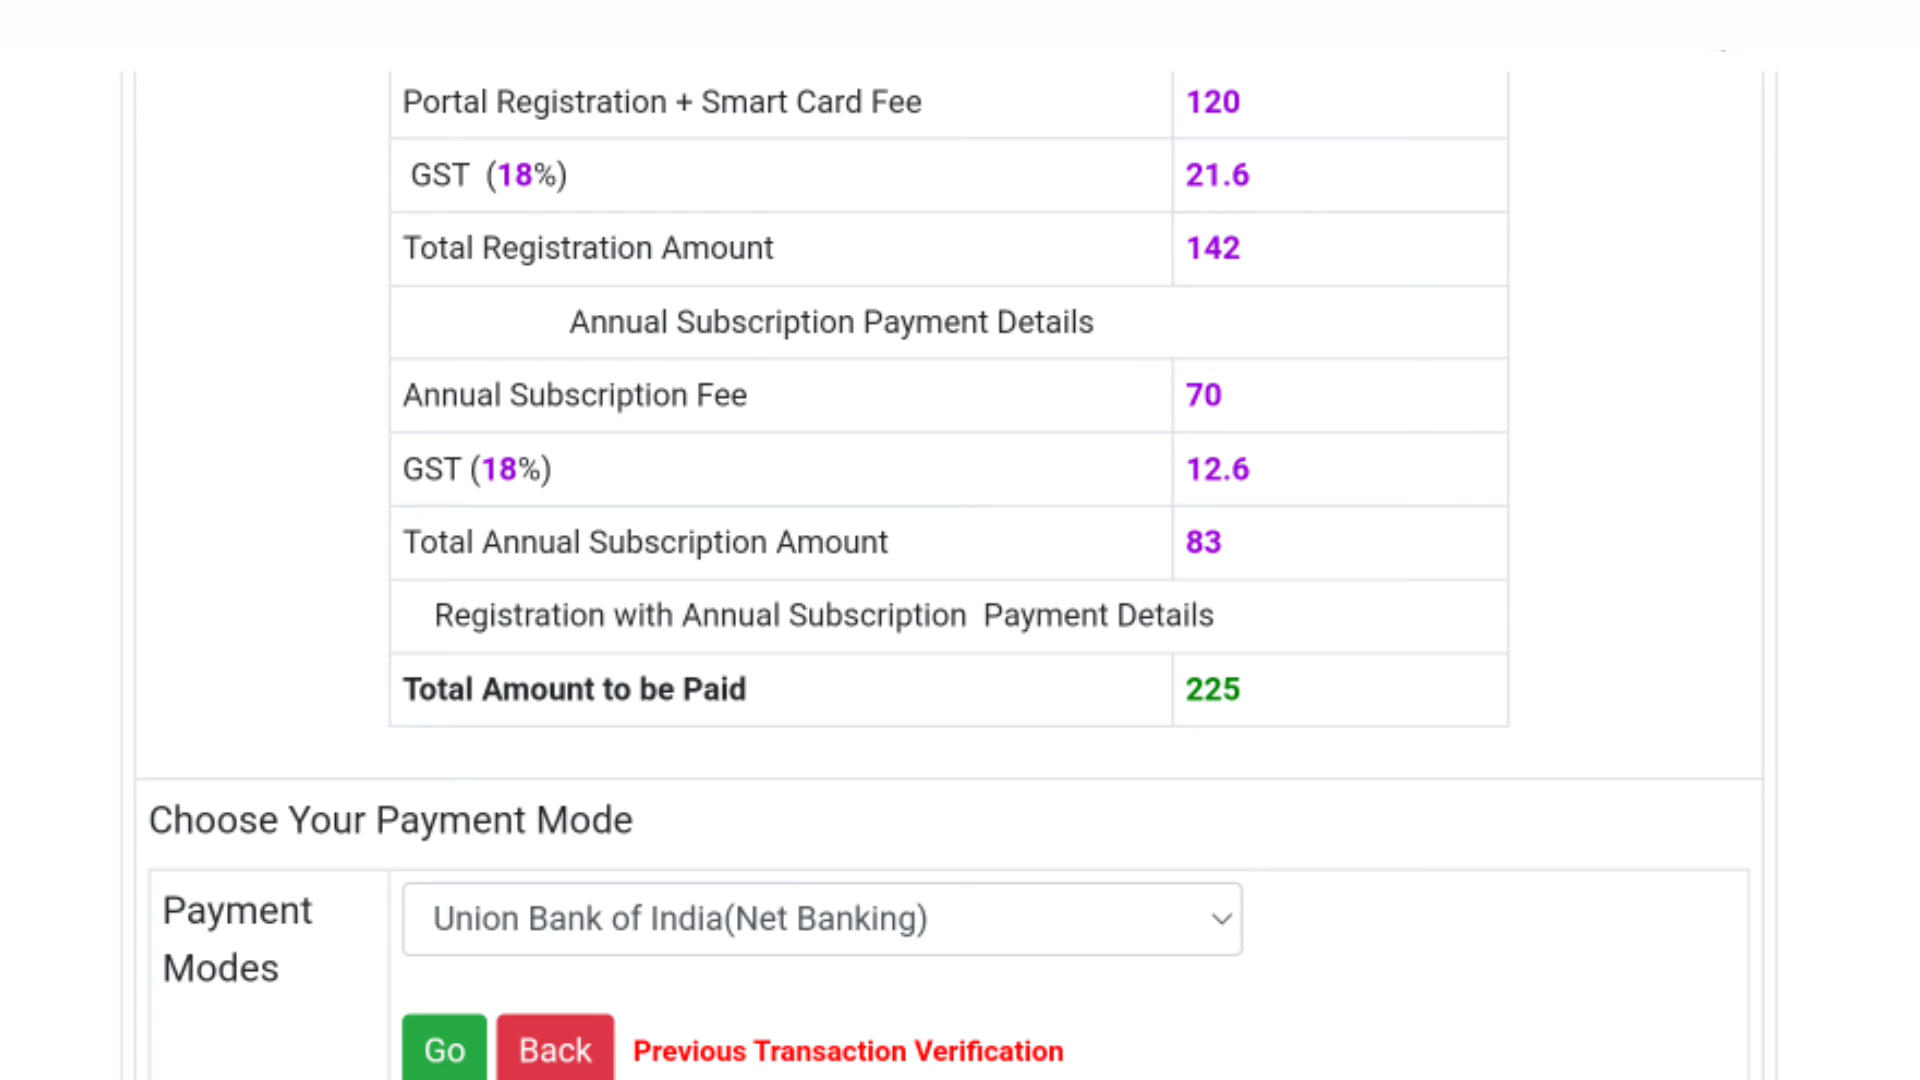 Portal Registration + Smart Card Fee 120
GST (18%) 21.6
Total Registration Amount 142
Annual Subscription Payment Details
Annual Subscription Fee 70
GST (18%) 12.6
Total Annual Subscription Amount 83
Registration with Annual Subscription Payment Details
Total Amount to be Paid 225
Choose Your Payment Mode
Payment Modes
Union Bank of India(Net Banking)
Go Back Previous Transaction Verification